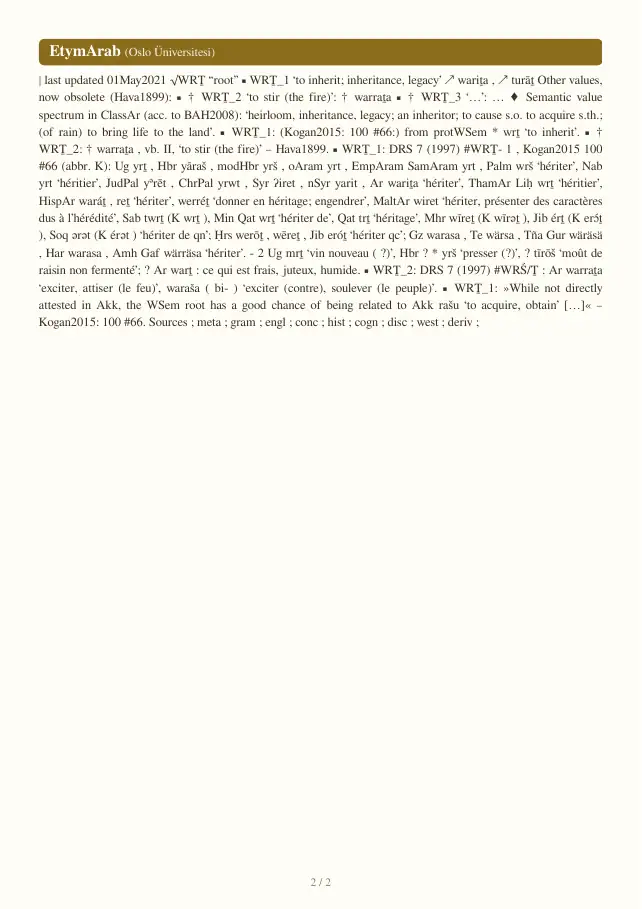 EtymArab (Oslo Üniversitesi)
| last updated 01May2021 √WRṮ “root” ▪ WRṮ_1 ‘to inherit; inheritance, legacy’ ↗ wariṯa , ↗ turāṯ Other values,
now obsolete (Hava1899): ▪ † WRṮ_2 ‘to stir (the fire)’: † warraṯa ▪ † WRṮ_3 ‘…’: … ♦ Semantic value
spectrum in ClassAr (acc. to BAH2008): ‘heirloom, inheritance, legacy; an inheritor; to cause s.o. to acquire s.th.;
(of rain) to bring life to the land’. ▪ WRṮ_1: (Kogan2015: 100 #66:) from protWSem * wrṯ ‘to inherit’. ▪ †
WRṮ_2: † warraṯa , vb. II, ‘to stir (the fire)’ – Hava1899. ▪ WRṮ_1: DRS 7 (1997) #WRṮ- 1 , Kogan2015 100
#66 (abbr. K): Ug yrṯ , Hbr yāraš , modHbr yrš , oAram yrt , EmpAram SamAram yrt , Palm wrš ‘hériter’, Nab
yrt ‘héritier’, JudPal yᵊrēt , ChrPal yrwt , Syr ʔiret , nSyr yarit , Ar wariṯa ‘hériter’, ThamAr Liḥ wrṯ ‘héritier’,
HispAr waráṯ , reṯ ‘hériter’, werréṯ ‘donner en héritage; engendrer’, MaltAr wiret ‘hériter, présenter des caractères
dus à l’hérédité’, Sab twrṯ (K wrṯ ), Min Qat wrṯ ‘hériter de’, Qat trṯ ‘héritage’, Mhr wīreṯ (K wīrəṯ ), Jib érṯ (K erɔ́ṯ
), Soq ərət (K érət ) ‘hériter de qn’; Ḥrs werōṯ , wēreṯ , Jib eróṯ ‘hériter qc’; Gz warasa , Te wärsa , Tña Gur wäräsä
, Har warasa , Amh Gaf wärräsa ‘hériter’. - 2 Ug mrṯ ‘vin nouveau ( ?)’, Hbr ? * yrš ‘presser (?)’, ? tīrōš ‘moût de
raisin non fermenté’; ? Ar warṯ : ce qui est frais, juteux, humide. ▪ WRṮ_2: DRS 7 (1997) #WRŚ/Ṯ : Ar warraṯa
‘exciter, attiser (le feu)’, waraša ( bi- ) ‘exciter (contre), soulever (le peuple)’. ▪ WRṮ_1: »While not directly
attested in Akk, the WSem root has a good chance of being related to Akk rašu ‘to acquire, obtain’ […]« –
Kogan2015: 100 #66. Sources ; meta ; gram ; engl ; conc ; hist ; cogn ; disc ; west ; deriv ;
2 / 2